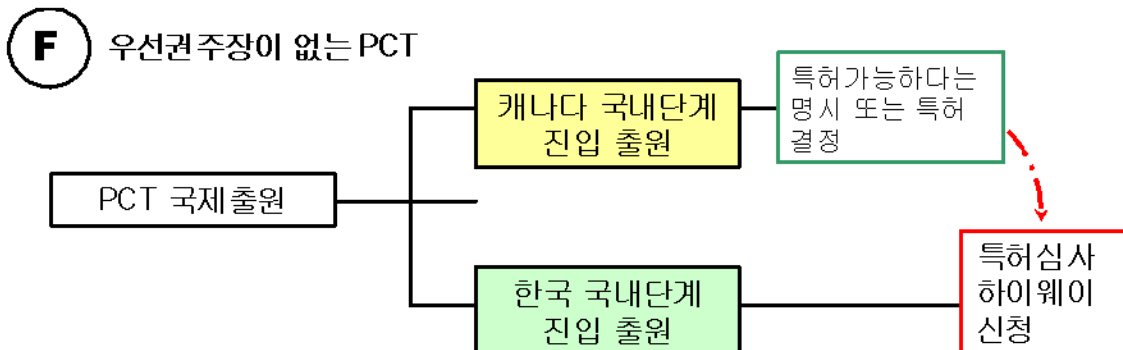 F 우선권주장이 없는 PCT
캐나다 국내단계
진입 출원
특허가능하다는
명시 또는 특허
결정
PCT 국제출원
한국 국내단계
진입 출원
특허심사
하이웨이
신청